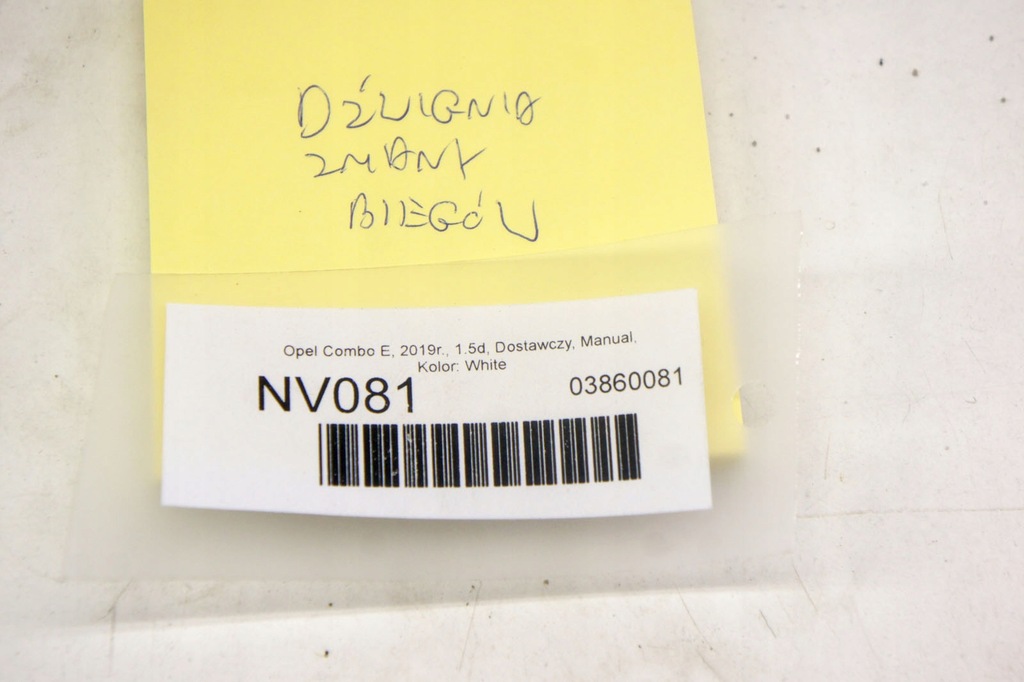 DŹWIGNIA
ZMIANY
BIEGÓW
Opel Combo E, 2019r., 1.5d, Dostawczy, Manual,
Kolor: White
NV081 03860081